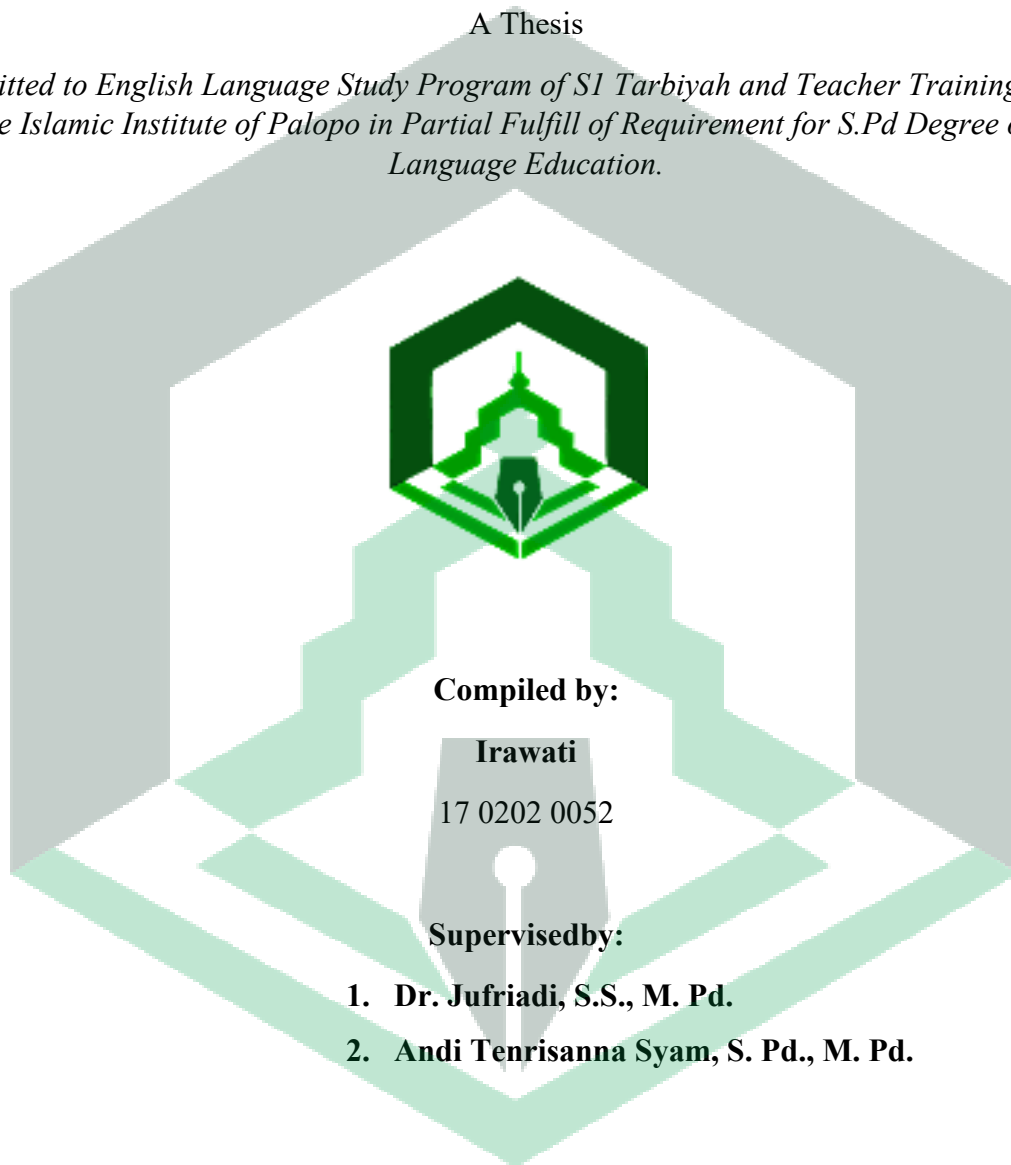 A Thesis
itted to English Language Study Program of S1 Tarbiyah and Teacher Training
e Islamic Institute of Palopo in Partial Fulfill of Requirement for S.Pd Degree
Language Education.
Compiled by:
Irawati
17 0202 0052
Supervisedby:
1. Dr. Jufriadi, S.S., M. Pd.
2. Andi Tenrisanna Syam, S. Pd., M. Pd.